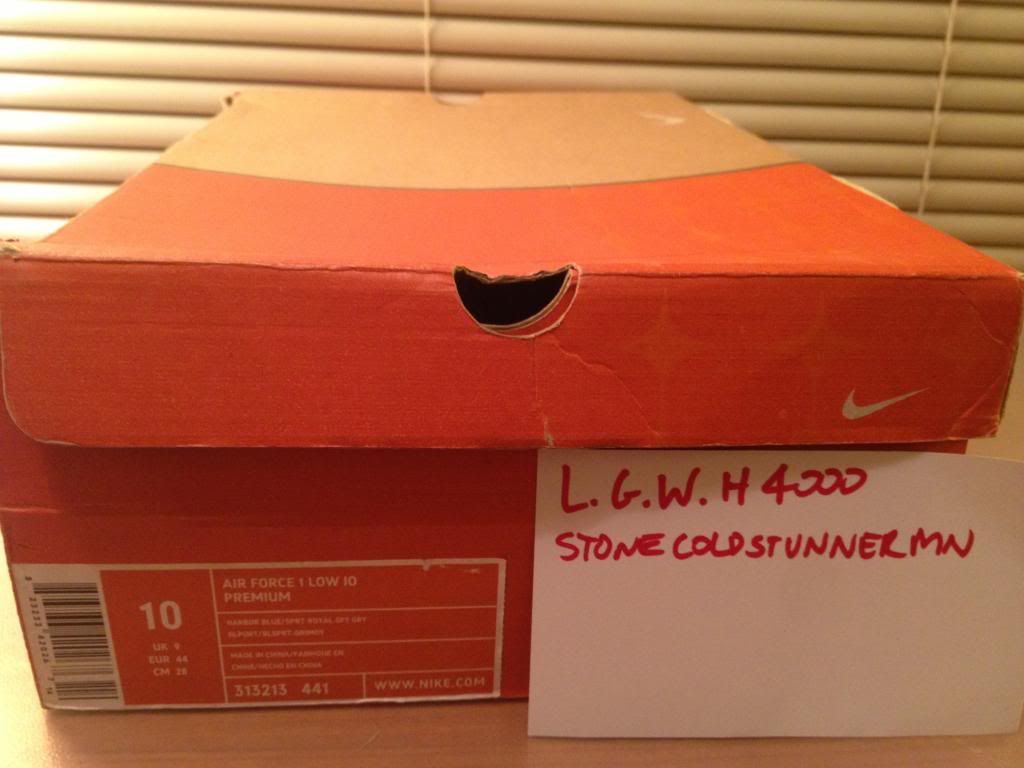 L. G. W. H 4000
STONECOLDSTUNNERMN
10
UK 9
EUR 44
CM 28
AIR FORCE 1 LOW IO
PREMIUM
HARBOR BLUE/SPRT ROYAL-SFT GRY
MADE IN CHINA/FABRIQUE EN
CHINE/HECHO EN CHINA
313213 441
WWW.NIKE.COM